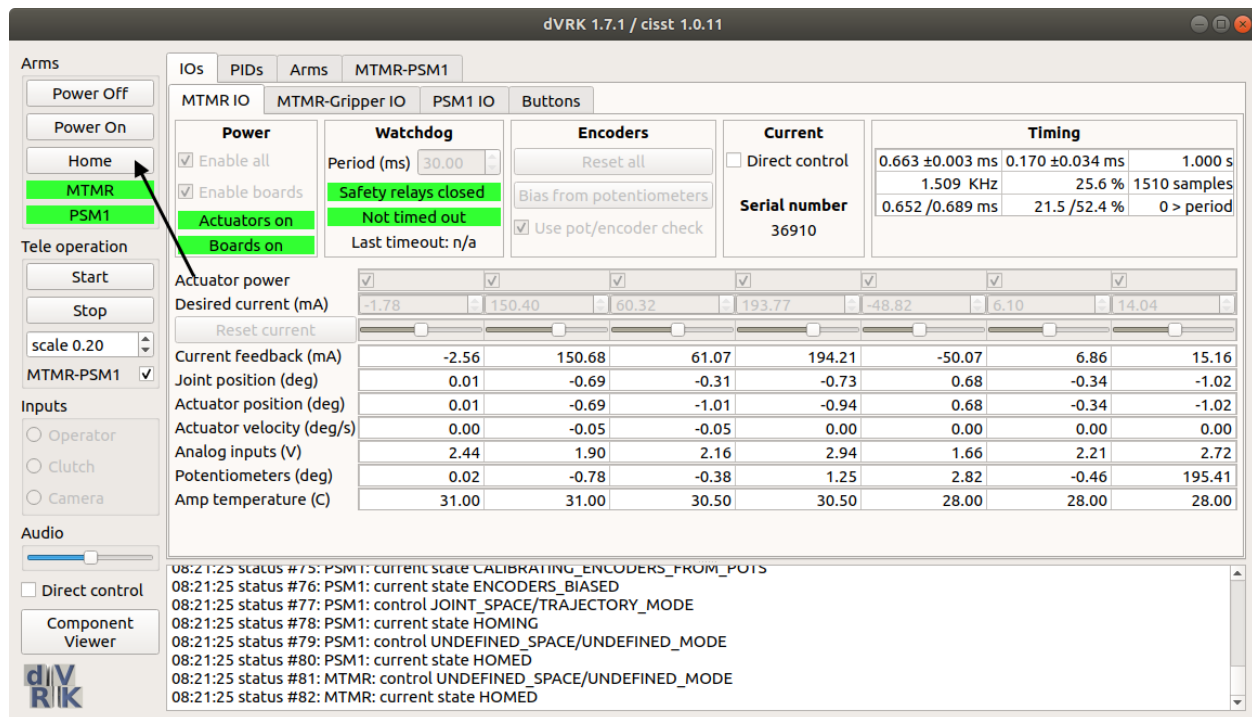 dVRK 1.7.1 / cisst 1.0.11
Arms
Power Off
Power On
Home
MTMR
PSM1
Tele operation
Start
Stop
scale 0.20
MTMR-PSM1
Inputs
Operator
Clutch
Camera
Audio
Direct control
Component
Viewer
dVRK
IOs PIDs Arms MTMR-PSM1
MTMR IO MTMR-Gripper IO PSM1 IO Buttons
Power
Enable all
Enable boards
Actuators on
Boards on
Watchdog
Period (ms) 30.00
Safety relays closed
Not timed out
Last timeout: n/a
Encoders
Reset all
Bias from potentiometers
Use pot/encoder check
Current
Direct control
Serial number
36910
Timing
0.663 ±0.003 ms 0.170 ±0.034 ms 1.000 s
1.509 KHz 25.6 % 1510 samples
0.652 /0.689 ms 21.5 /52.4 % 0 > period
Actuator power
Desired current (mA) -1.78 150.40 60.32 193.77 -48.82 6.10 14.04
Reset current
Current feedback (mA) -2.56 150.68 61.07 194.21 -50.07 6.86 15.16
Joint position (deg) 0.01 -0.69 -0.31 -0.73 0.68 -0.34 -1.02
Actuator position (deg) 0.01 -0.69 -1.01 -0.94 0.68 -0.34 -1.02
Actuator velocity (deg/s) 0.00 -0.05 -0.05 0.00 0.00 0.00 0.00
Analog inputs (V) 2.44 1.90 2.16 2.94 1.66 2.21 2.72
Potentiometers (deg) 0.02 -0.78 -0.38 1.25 2.82 -0.46 195.41
Amp temperature (C) 31.00 31.00 30.50 30.50 28.00 28.00 28.00
08:21:25 status #75: PSM1: current state CALIBRATING_ENCODERS_FROM_POTS
08:21:25 status #76: PSM1: current state ENCODERS_BIASED
08:21:25 status #77: PSM1: control JOINT_SPACE/TRAJECTORY_MODE
08:21:25 status #78: PSM1: current state HOMING
08:21:25 status #79: PSM1: control UNDEFINED_SPACE/UNDEFINED_MODE
08:21:25 status #80: PSM1: current state HOMED
08:21:25 status #81: MTMR: control UNDEFINED_SPACE/UNDEFINED_MODE
08:21:25 status #82: MTMR: current state HOMED